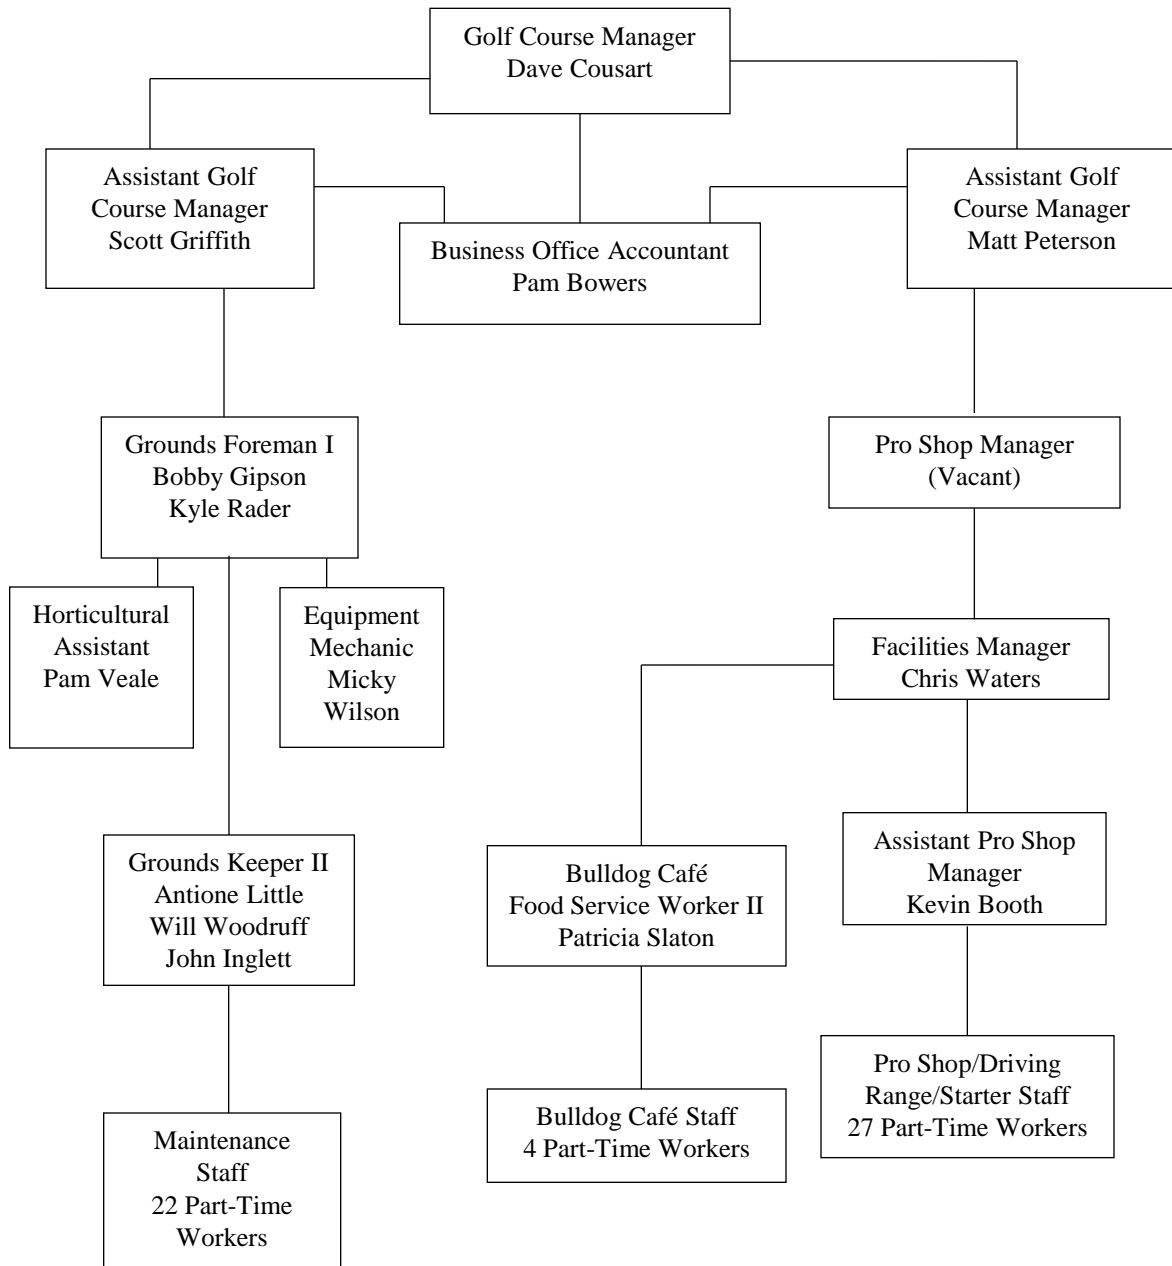 Golf Course Manager
Dave Cousart
Assistant Golf
Course Manager
Scott Griffith
Business Office Accountant
Pam Bowers
Assistant Golf
Course Manager
Matt Peterson
Grounds Foreman I
Bobby Gipson
Kyle Rader
Pro Shop Manager
(Vacant)
Horticultural
Assistant
Pam Veale
Equipment
Mechanic
Micky
Wilson
Facilities Manager
Chris Waters
Grounds Keeper II
Antione Little
Will Woodruff
John Inglett
Bulldog Café
Food Service Worker II
Patricia Slaton
Assistant Pro Shop
Manager
Kevin Booth
Maintenance
Staff
22 Part-Time
Workers
Bulldog Café Staff
4 Part-Time Workers
Pro Shop/Driving
Range/Starter Staff
27 Part-Time Workers